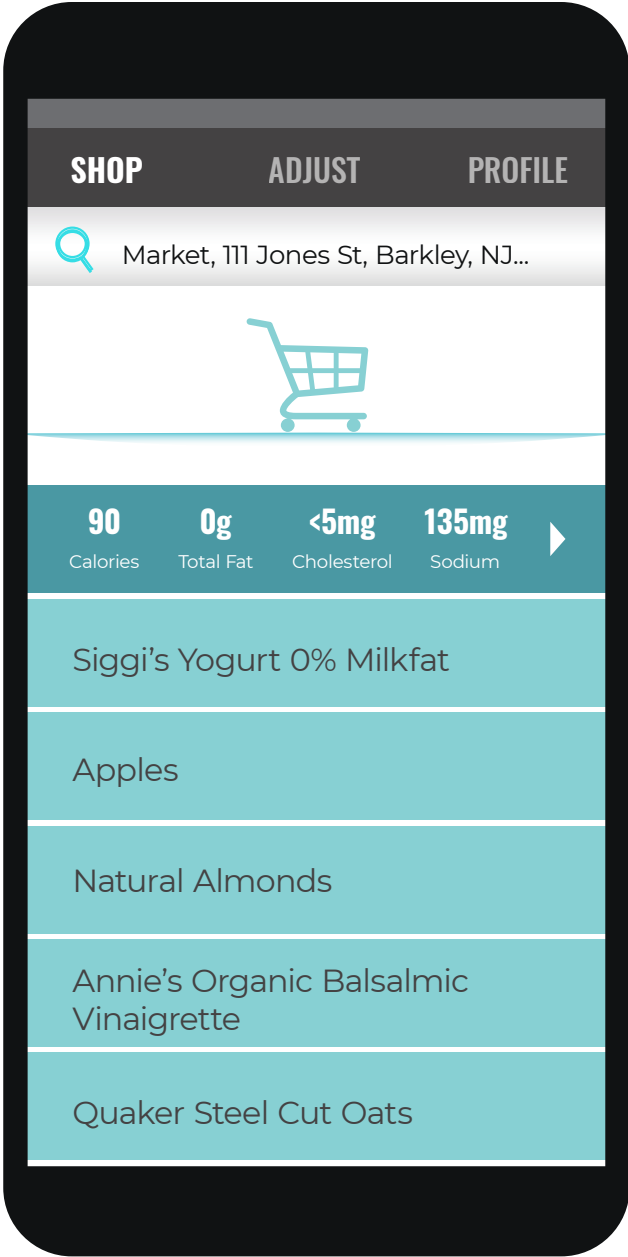 SHOP ADJUST PROFILE
Market, 111 Jones St, Barkley, NJ...
90 0g <5mg 135mg
Calories Total Fat Cholesterol Sodium
Siggi’s Yogurt 0% Milkfat
Apples
Natural Almonds
Annie’s Organic Balsalmic
Vinaigrette
Quaker Steel Cut Oats